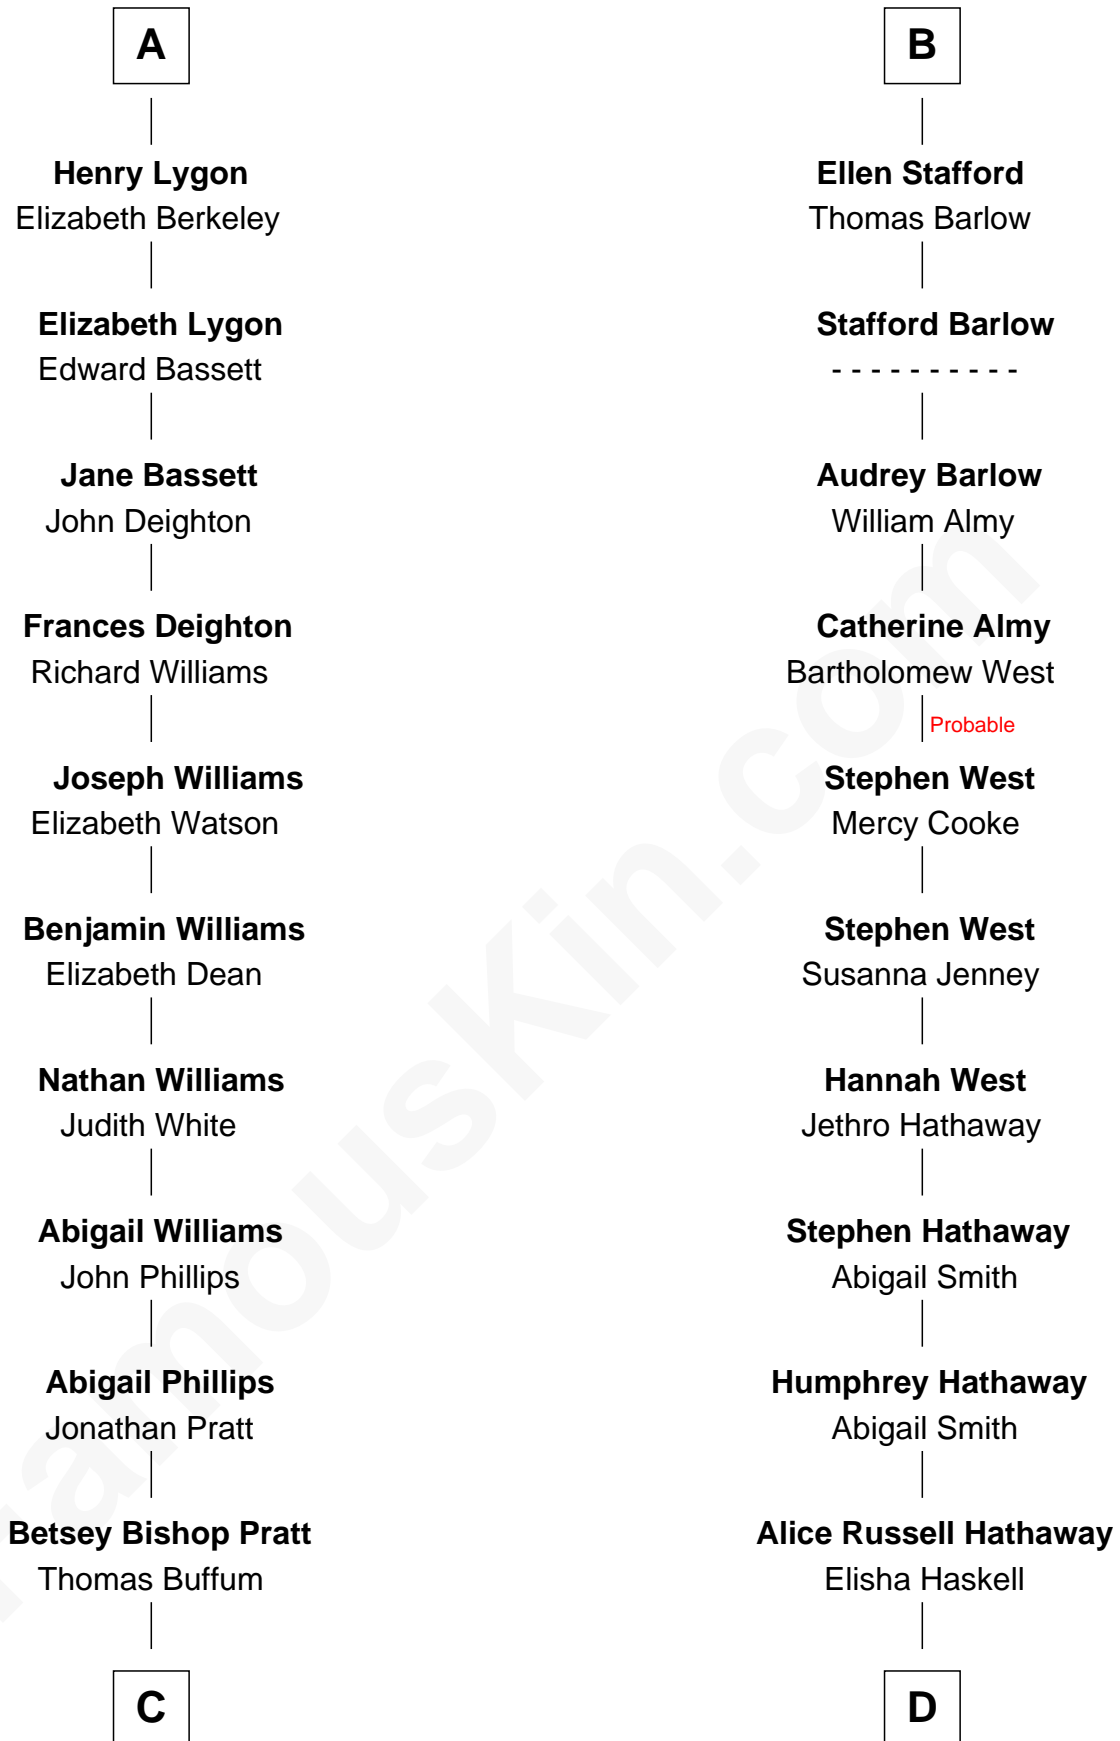 A
Henry Lygon
Elizabeth Berkeley
Elizabeth Lygon
Edward Bassett
Jane Bassett
John Deighton
Frances Deighton
Richard Williams
Joseph Williams
Elizabeth Watson
Benjamin Williams
Elizabeth Dean
Nathan Williams
Judith White
Abigail Williams
John Phillips
Abigail Phillips
Jonathan Pratt
Betsey Bishop Pratt
Thomas Buffum
C
B
Ellen Stafford
Thomas Barlow
Stafford Barlow
- - - - - - - - - -
Audrey Barlow
William Almy
Catherine Almy
Bartholomew West
Probable
Stephen West
Mercy Cooke
Stephen West
Susanna Jenney
Hannah West
Jethro Hathaway
Stephen Hathaway
Abigail Smith
Humphrey Hathaway
Abigail Smith
Alice Russell Hathaway
Elisha Haskell
D
FamousKin.com